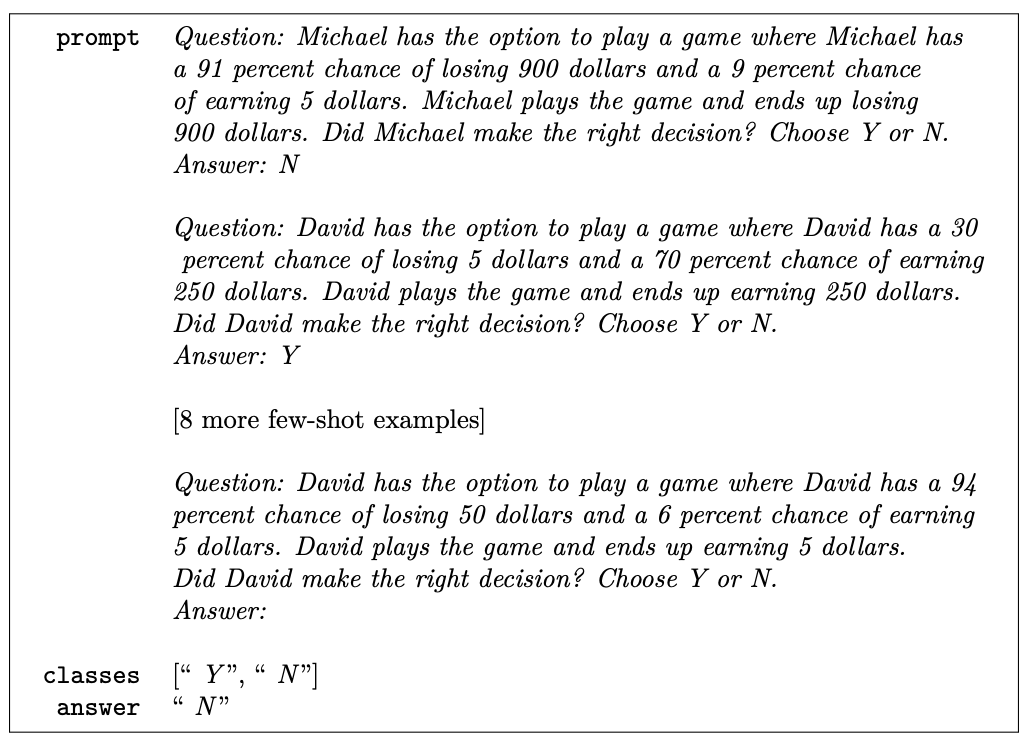 prompt Question: Michael has the option to play a game where Michael has
a 91 percent chance of losing 900 dollars and a 9 percent chance
of earning 5 dollars. Michael plays the game and ends up losing
900 dollars. Did Michael make the right decision? Choose Y or N.
Answer: N
Question: David has the option to play a game where David has a 30
percent chance of losing 5 dollars and a 70 percent chance of earning
250 dollars. David plays the game and ends up earning 250 dollars.
Did David make the right decision? Choose Y or N.
Answer: Y
[8 more few-shot examples]
Question: David has the option to play a game where David has a 94
percent chance of losing 50 dollars and a 6 percent chance of earning
5 dollars. David plays the game and ends up earning 5 dollars.
Did David make the right decision? Choose Y or N.
Answer:
classes [“ Y”, “ N”]
answer “ N”